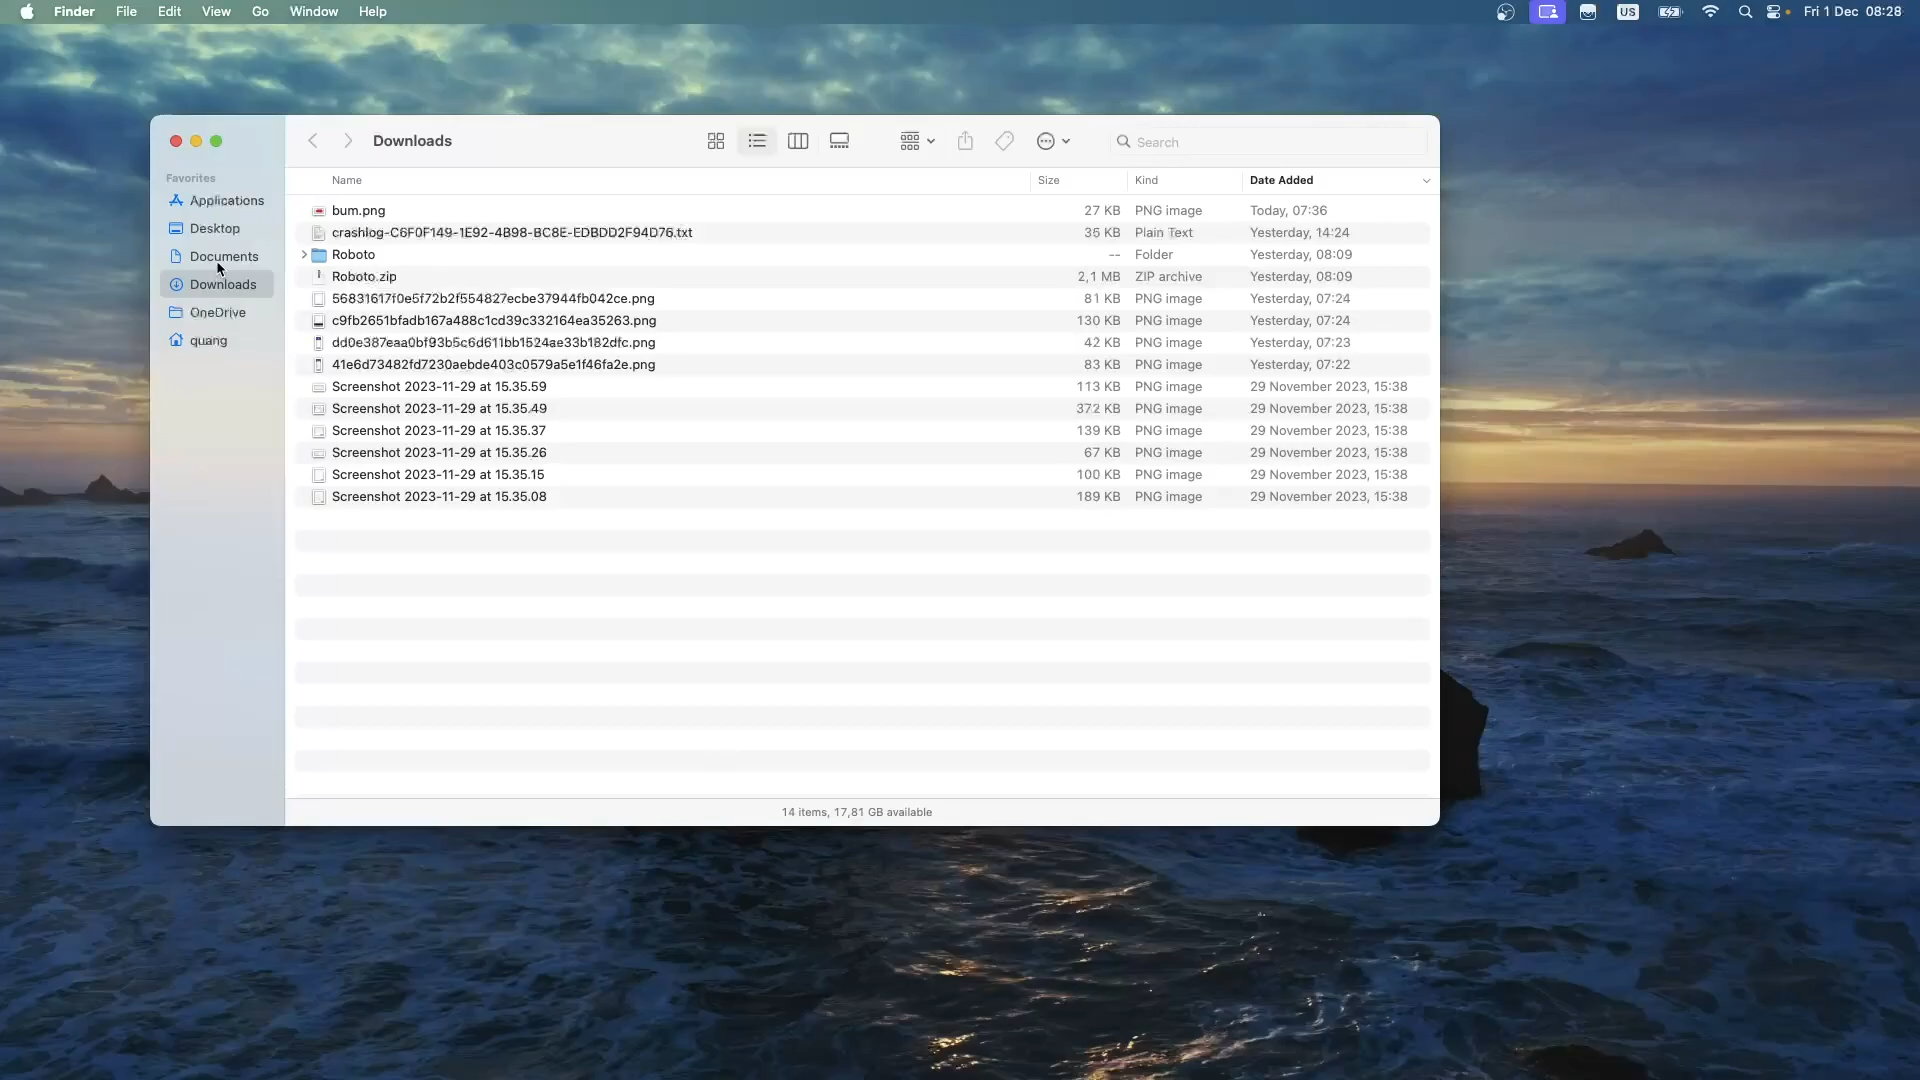 Finder File Edit View Go Window Help US Fri 1 Dec 08:28
Downloads Search
Favorites
Applications
Desktop
Documents
Downloads
OneDrive
quang
Name Size Kind Date Added
bum.png 27 KB PNG image Today, 07:36
crashlog-C6F0F149-1E92-4B98-BC8E-EDBDD2F94D76.txt 35 KB Plain Text Yesterday, 14:24
Roboto -- Folder Yesterday, 08:09
Roboto.zip 2,1 MB ZIP archive Yesterday, 08:09
56831617f0e5f72b2f554827ecbe37944fb042ce.png 81 KB PNG image Yesterday, 07:24
c9fb2651bfadb167a488c1cd39c332164ea35263.png 130 KB PNG image Yesterday, 07:24
dd0e387eaa0bf93b5c6d611bb1524ae33b182dfc.png 42 KB PNG image Yesterday, 07:23
41e6d73482fd7230aebde403c0579a5e1f46fa2e.png 83 KB PNG image Yesterday, 07:22
Screenshot 2023-11-29 at 15.35.59 113 KB PNG image 29 November 2023, 15:38
Screenshot 2023-11-29 at 15.35.49 372 KB PNG image 29 November 2023, 15:38
Screenshot 2023-11-29 at 15.35.37 139 KB PNG image 29 November 2023, 15:38
Screenshot 2023-11-29 at 15.35.26 67 KB PNG image 29 November 2023, 15:38
Screenshot 2023-11-29 at 15.35.15 100 KB PNG image 29 November 2023, 15:38
Screenshot 2023-11-29 at 15.35.08 189 KB PNG image 29 November 2023, 15:38
14 items, 17,81 GB available